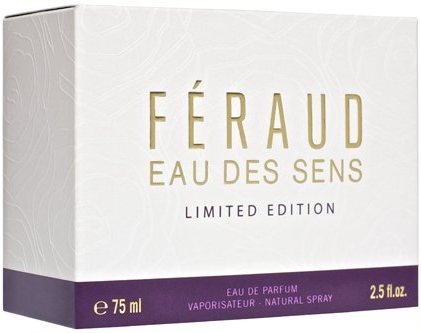 FÉRAUD
EAU DES SENS
LIMITED EDITION
EAU DE PARFUM
℮ 75 ml VAPORISATEUR - NATURAL SPRAY 2.5 fl.oz.